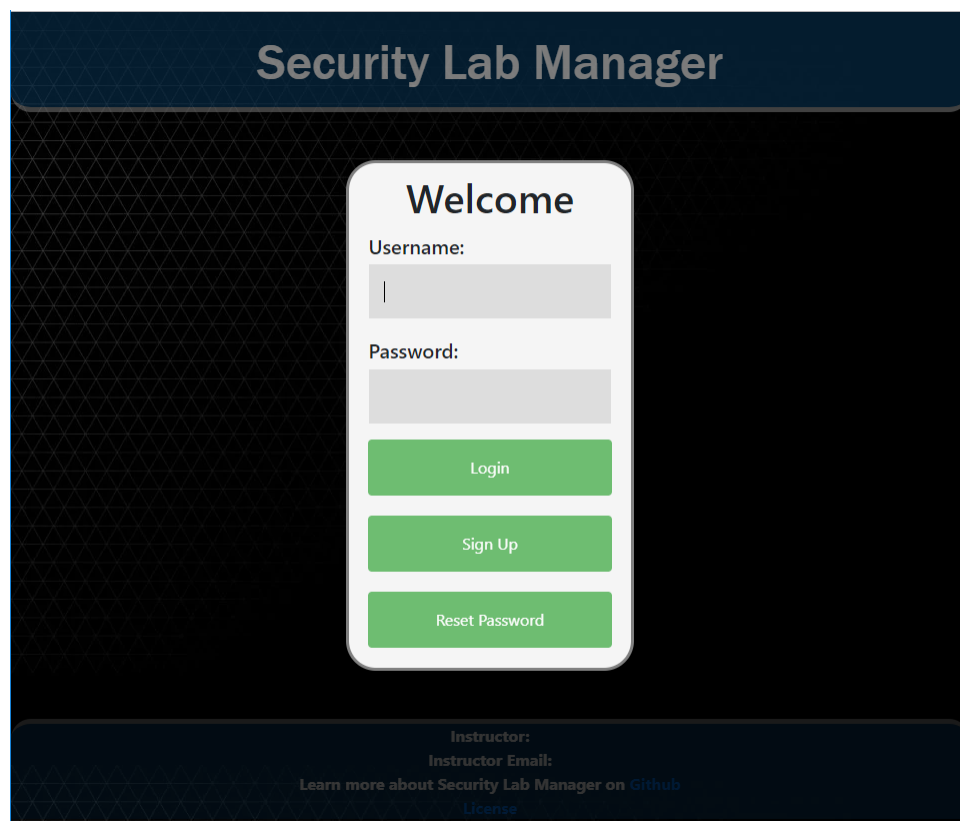 Security Lab Manager
Welcome
Username:
Password:
Login
Sign Up
Reset Password
Instructor:
Instructor Email:
Learn more about Security Lab Manager on Github
License